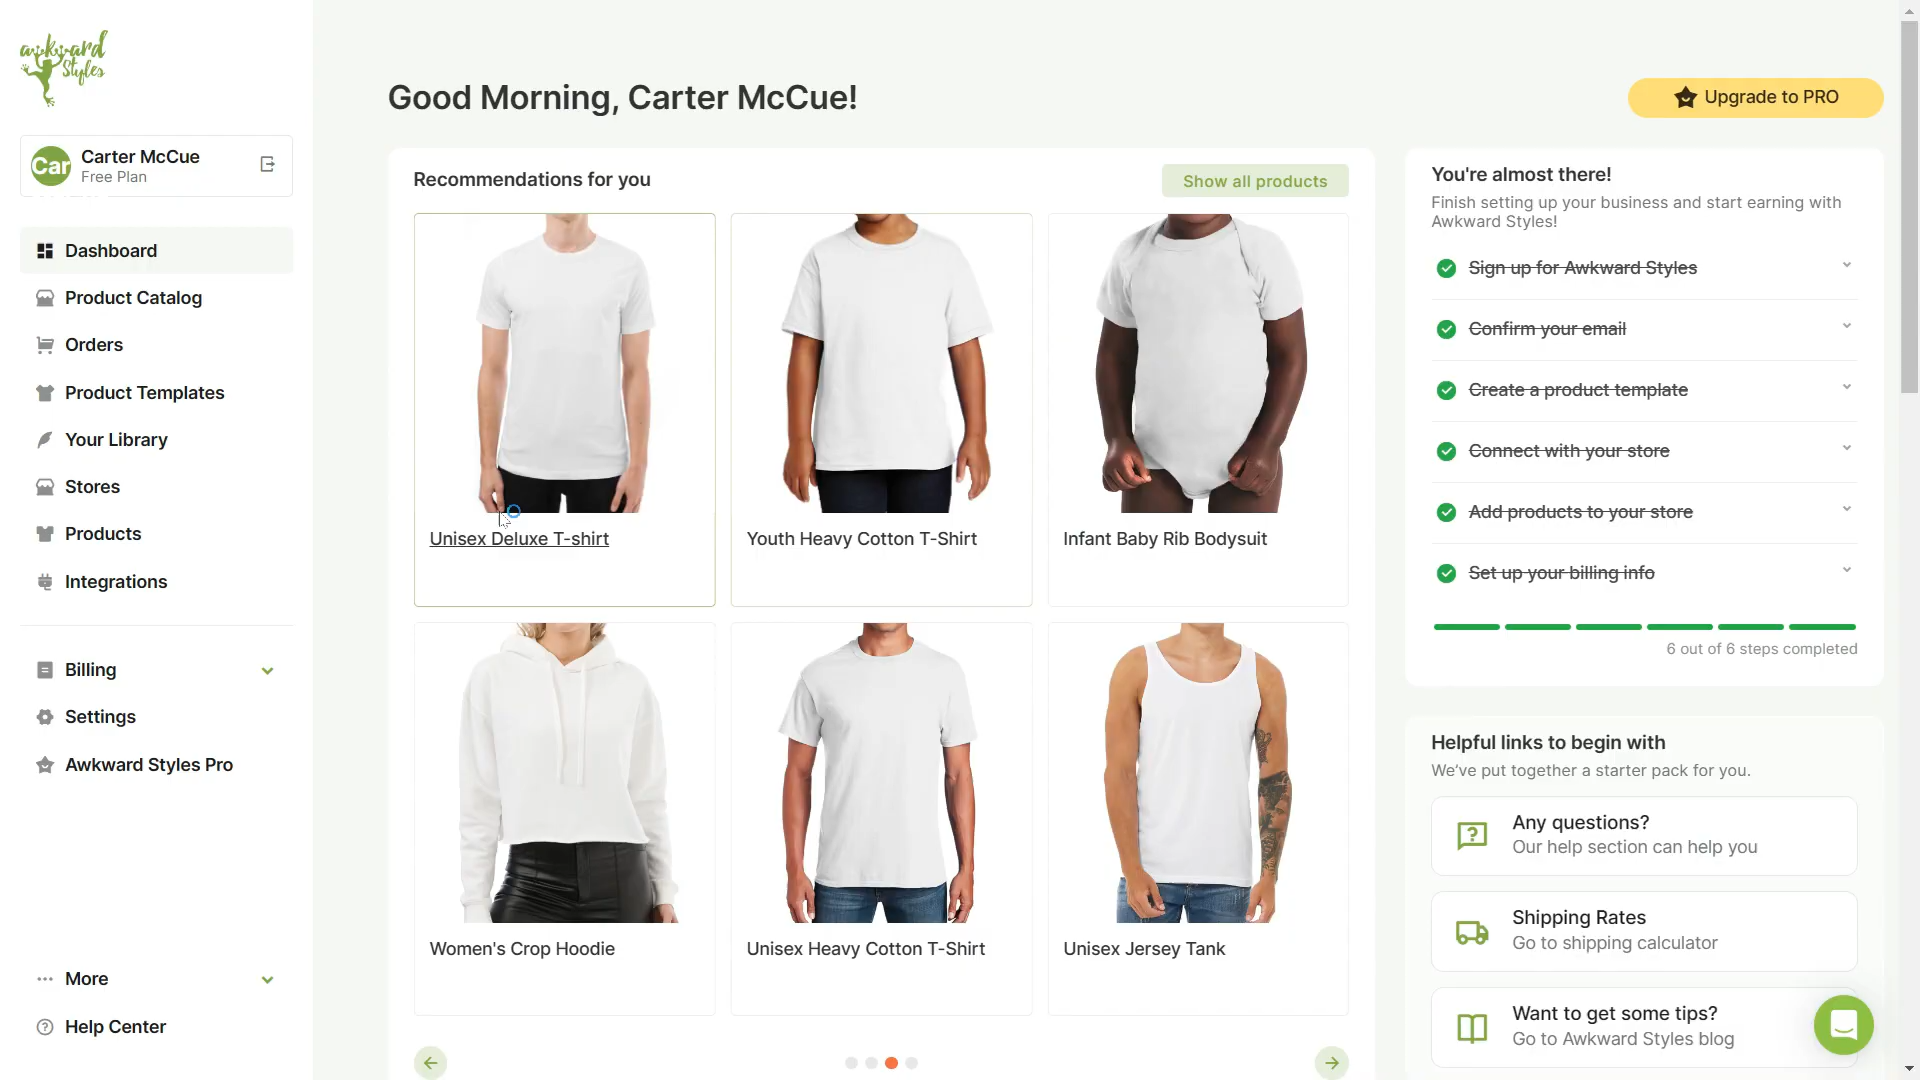 awkward
Styles
Car
Carter McCue
Free Plan
Dashboard
Product Catalog
Orders
Product Templates
Your Library
Stores
Products
Integrations
Billing
Settings
Awkward Styles Pro
More
Help Center
Good Morning, Carter McCue!
Upgrade to PRO
Recommendations for you
Show all products
Unisex Deluxe T-shirt
Youth Heavy Cotton T-Shirt
Infant Baby Rib Bodysuit
Women's Crop Hoodie
Unisex Heavy Cotton T-Shirt
Unisex Jersey Tank
You're almost there!
Finish setting up your business and start earning with
Awkward Styles!
Sign up for Awkward Styles
Confirm your email
Create a product template
Connect with your store
Add products to your store
Set up your billing info
6 out of 6 steps completed
Helpful links to begin with
We've put together a starter pack for you.
Any questions?
Our help section can help you
Shipping Rates
Go to shipping calculator
Want to get some tips?
Go to Awkward Styles blog